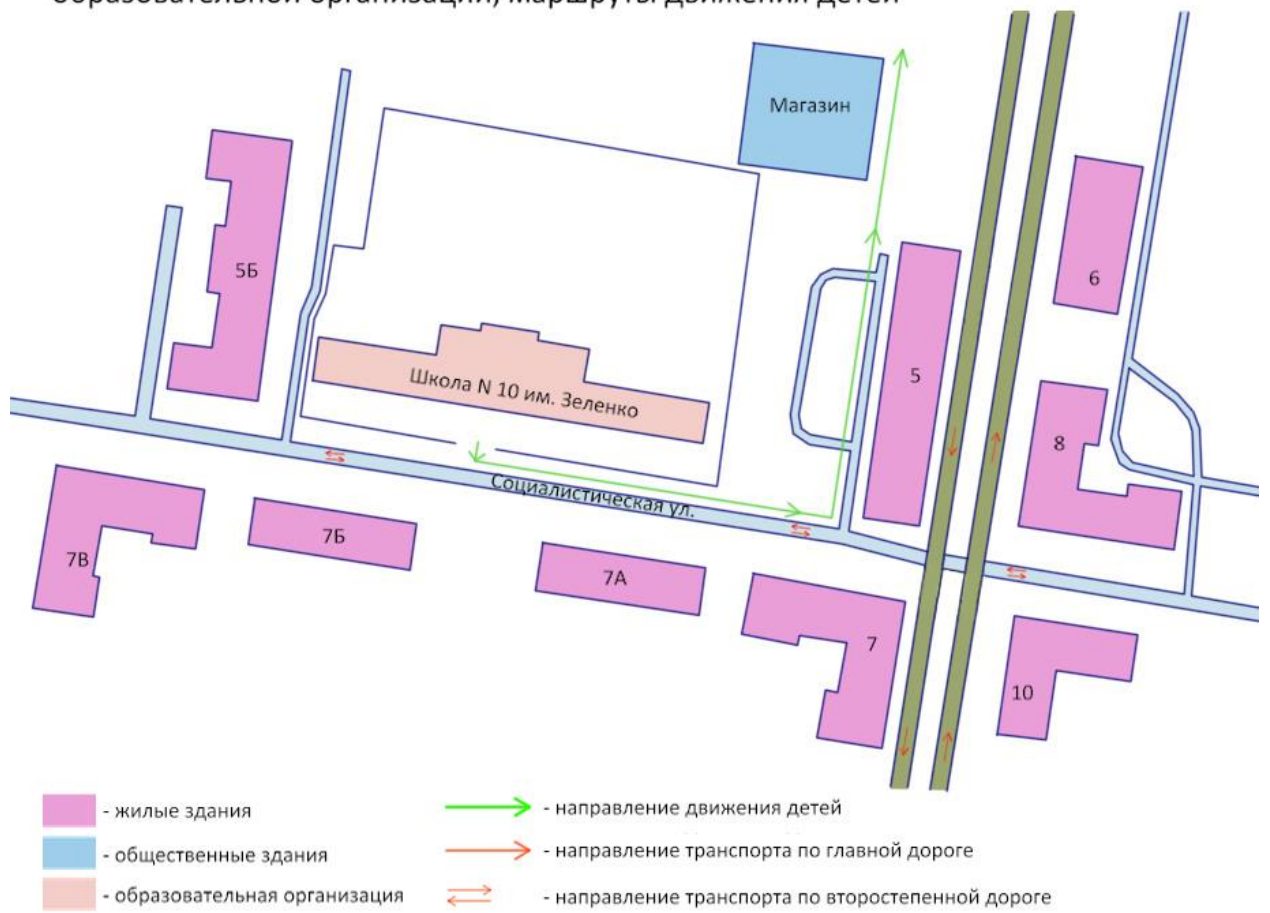 образовательной организации, маршруты движения детей
Магазин
5Б
6
Школа N 10 им. Зеленко
5
8
Социалистическая ул.
7В
7Б
7А
7
10
- жилые здания
- общественные здания
- образовательная организация
- направление движения детей
- направление транспорта по главной дороге
- направление транспорта по второстепенной дороге